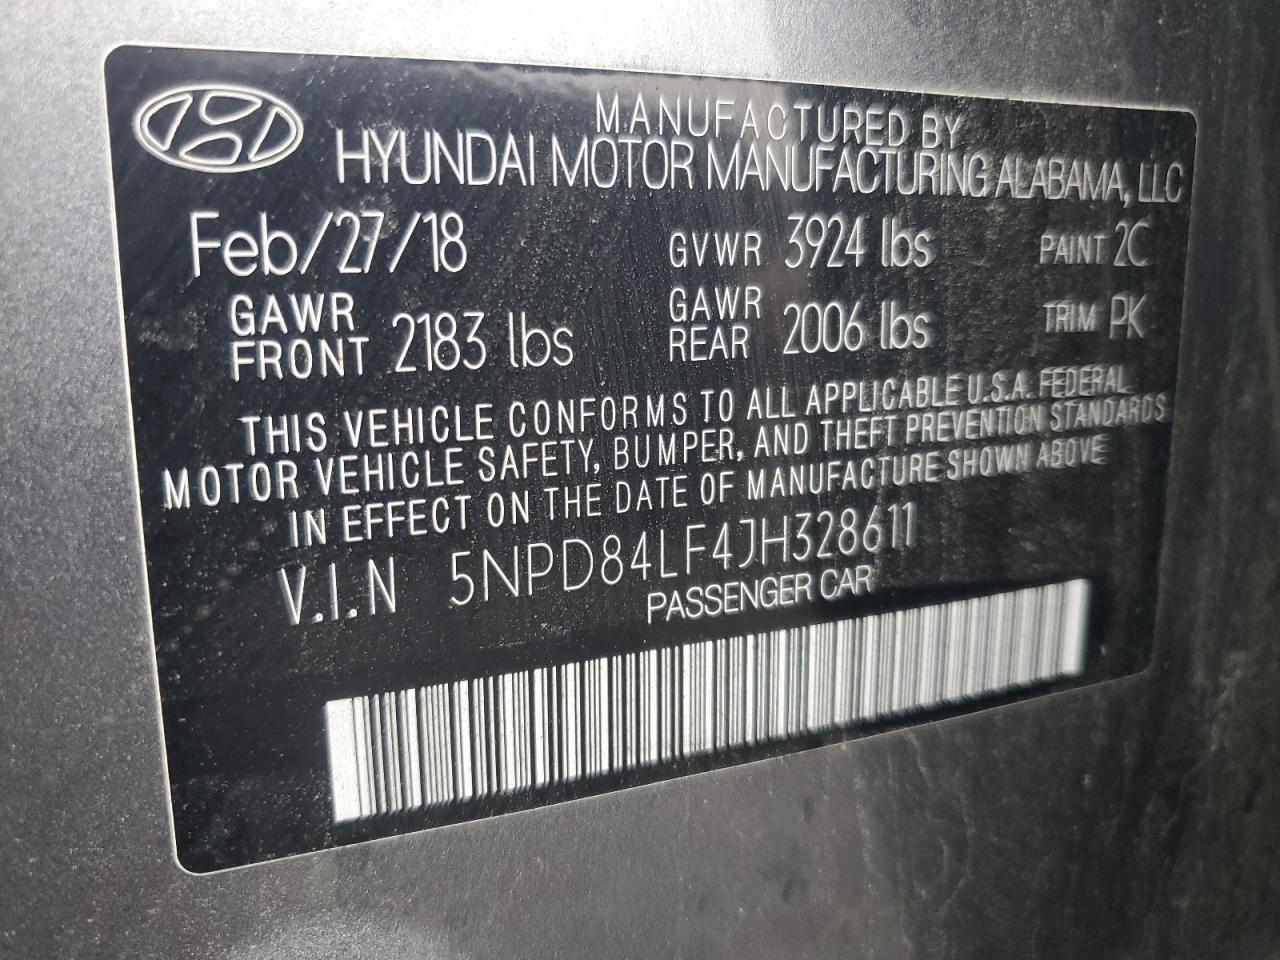 MANUFACTURED BY
HYUNDAI MOTOR MANUFACTURING ALABAMA, LLC
Feb/27/18 GVWR 3924 lbs PAINT 2C
GAWR FRONT 2183 lbs GAWR REAR 2006 lbs TRIM PK
THIS VEHICLE CONFORMS TO ALL APPLICABLE U.S.A. FEDERAL
MOTOR VEHICLE SAFETY, BUMPER, AND THEFT PREVENTION STANDARDS
IN EFFECT ON THE DATE OF MANUFACTURE SHOWN ABOVE
V.I.N 5NPD84LF4JH328611
PASSENGER CAR